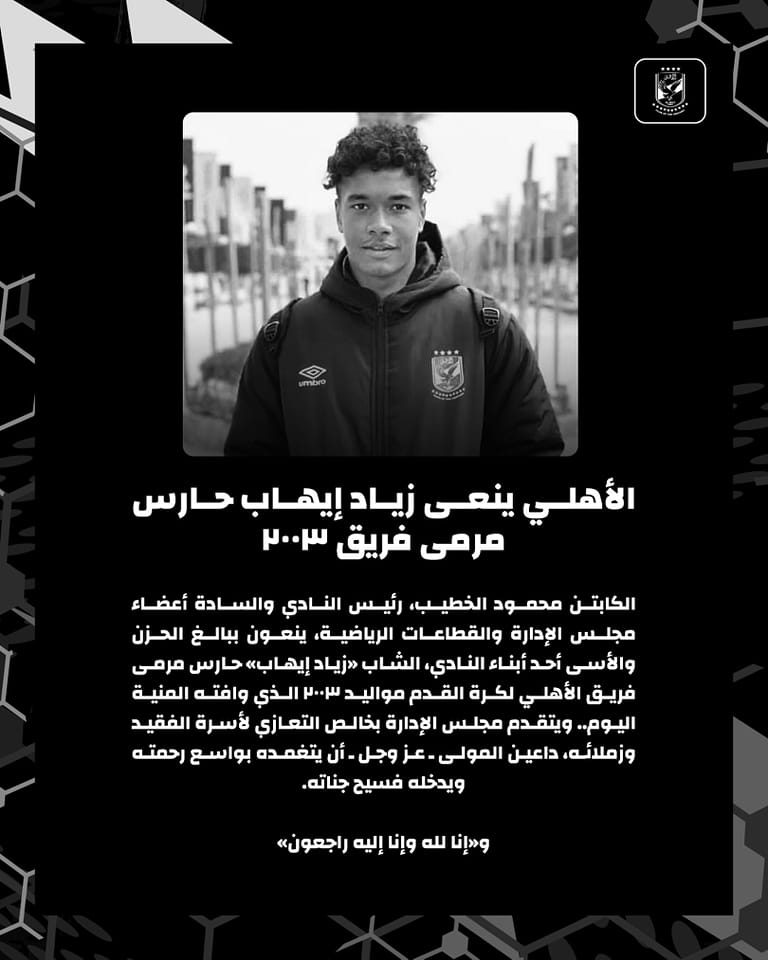 umbro
الأهلي ينعى زياد إيهاب حارس
مرمى فريق ٢٠٠٣
الكابتن محمود الخطيب، رئيس النادي والسادة أعضاء
مجلس الإدارة والقطاعات الرياضية، ينعون ببالغ الحزن
والأسى أحد أبناء النادي، الشاب «زياد إيهاب» حارس مرمى
فريق الأهلي لكرة القدم مواليد ٢٠٠٣ الذي وافته المنية
اليوم.. ويتقدم مجلس الإدارة بخالص التعازي لأسرة الفقيد
وزملائه، داعين المولى ـ عز وجل ـ أن يتغمده بواسع رحمته
ويدخله فسيح جناته.
و«إنا لله وإنا إليه راجعون»